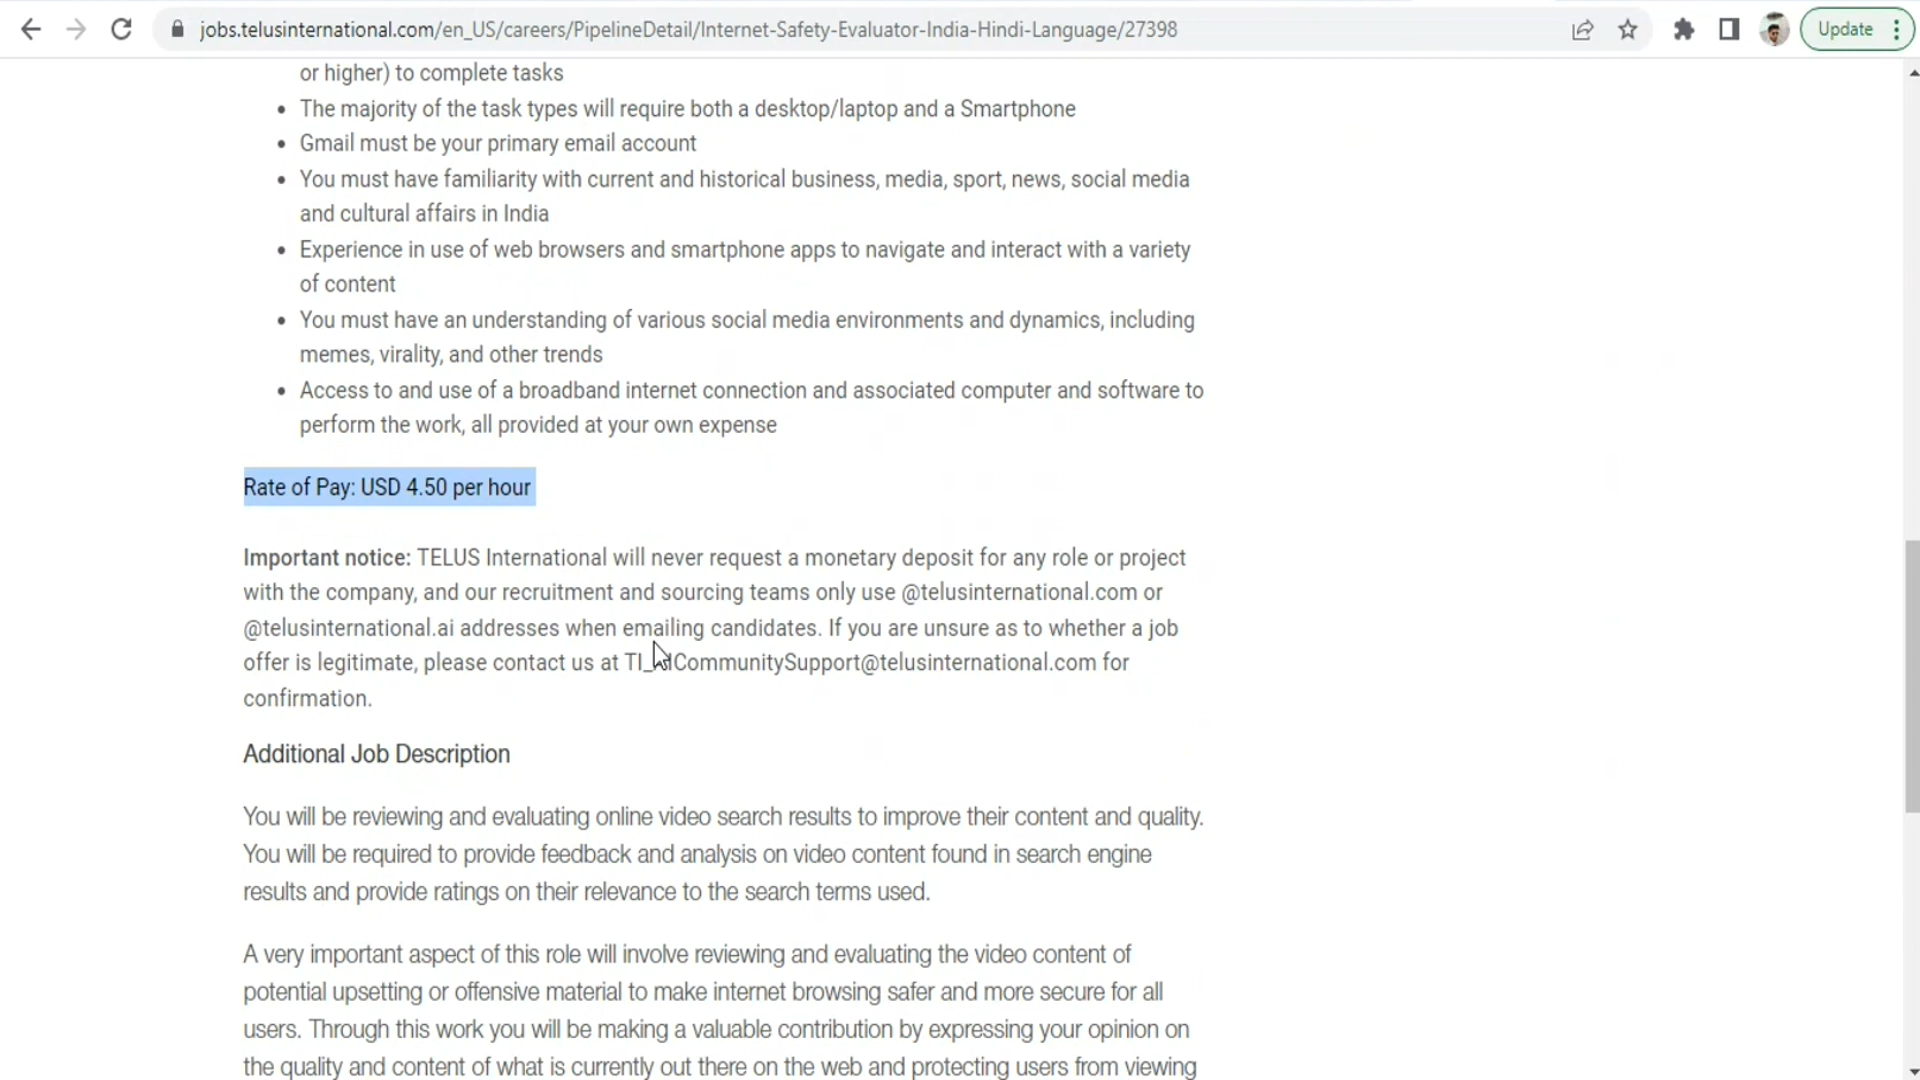 jobs.telusinternational.com/en_US/careers/PipelineDetail/Internet-Safety-Evaluator-India-Hindi-Language/27398
Update
or higher) to complete tasks
• The majority of the task types will require both a desktop/laptop and a Smartphone
• Gmail must be your primary email account
• You must have familiarity with current and historical business, media, sport, news, social media
and cultural affairs in India
• Experience in use of web browsers and smartphone apps to navigate and interact with a variety
of content
• You must have an understanding of various social media environments and dynamics, including
memes, virality, and other trends
• Access to and use of a broadband internet connection and associated computer and software to
perform the work, all provided at your own expense
Rate of Pay: USD 4.50 per hour
Important notice: TELUS International will never request a monetary deposit for any role or project
with the company, and our recruitment and sourcing teams only use @telusinternational.com or
@telusinternational.ai addresses when emailing candidates. If you are unsure as to whether a job
offer is legitimate, please contact us at for
confirmation.
Additional Job Description
You will be reviewing and evaluating online video search results to improve their content and quality.
You will be required to provide feedback and analysis on video content found in search engine
results and provide ratings on their relevance to the search terms used.
A very important aspect of this role will involve reviewing and evaluating the video content of
potential upsetting or offensive material to make internet browsing safer and more secure for all
users. Through this work you will be making a valuable contribution by expressing your opinion on
the quality and content of what is currently out there on the web and protecting users from viewing